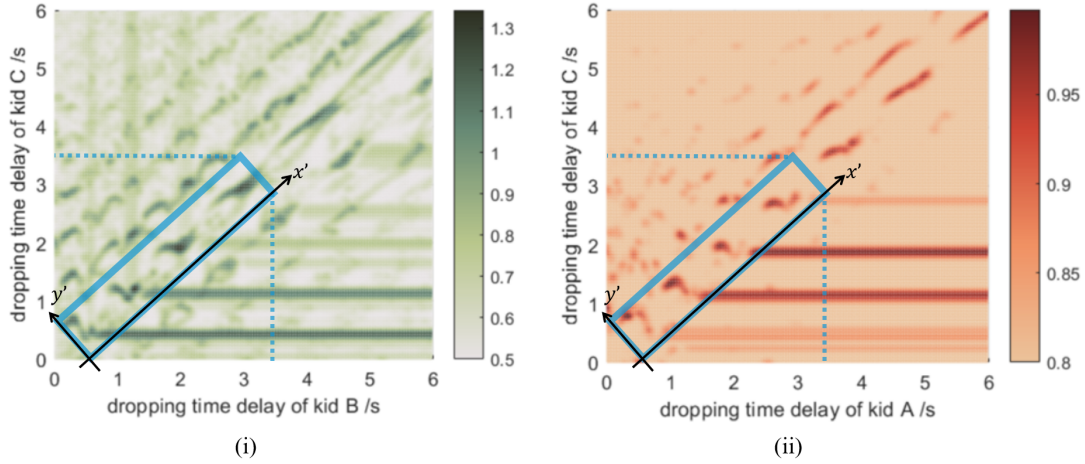 6
5
4
3
2
1
0
dropping time delay of kid C /s
0 1 2 3 4 5 6
dropping time delay of kid B /s
x'
y'
1.3
1.2
1.1
1
0.9
0.8
0.7
0.6
0.5
(i)
6
5
4
3
2
1
0
dropping time delay of kid C /s
0 1 2 3 4 5 6
dropping time delay of kid A /s
x'
y'
0.95
0.9
0.85
0.8
(ii)